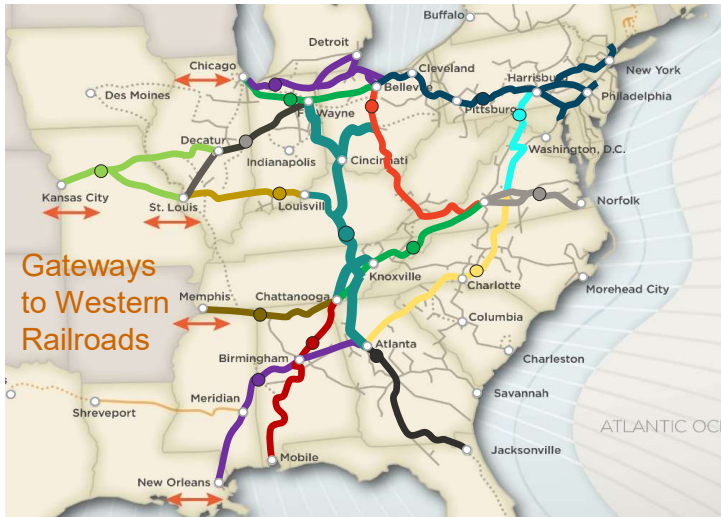 Buffalo
Detroit
Chicago
Cleveland
New York
Bellevue
Harrisburg
Des Moines
Ft. Wayne
Pittsburg
Philadelphia
Decatur
Washington, D.C.
Indianapolis
Cincinnati
Kansas City
St. Louis
Louisvill
Norfolk
Gateways
to Western
Railroads
Knoxville
Memphis
Chattanooga
Charlotte
Morehead City
Columbia
Atlanta
Birmingham
Charleston
Meridian
Savannah
Shreveport
ATLANTIC OCE
Mobile
Jacksonville
New Orleans